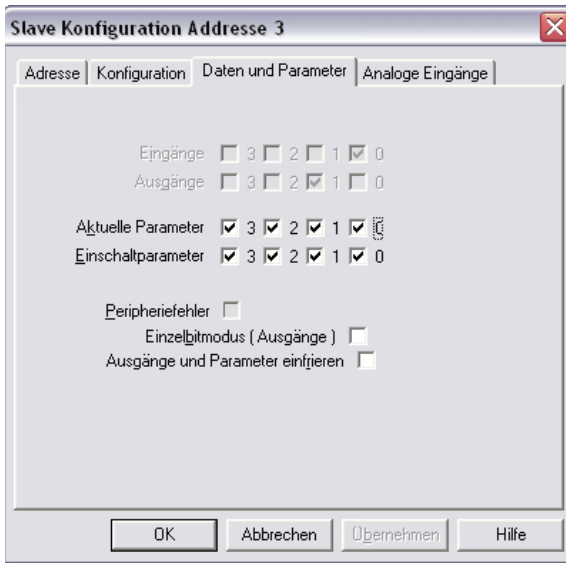 Slave Konfiguration Addresse 3
Adresse Konfiguration Daten und Parameter Analoge Eingänge
Eingänge 3 2 1 0
Ausgänge 3 2 1 0
Aktuelle Parameter 3 2 1 0
Einschaltparameter 3 2 1 0
Peripheriefehler
Einzelbitmodus ( Ausgänge )
Ausgänge und Parameter einfrieren
OK Abbrechen Übernehmen Hilfe